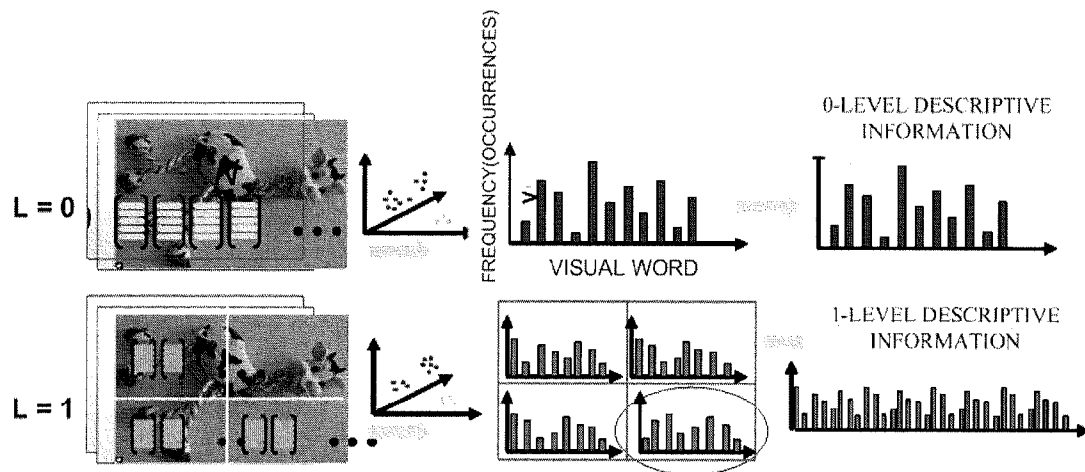 L = 0
FREQUENCY(OCCURRENCES)
VISUAL WORD
0-LEVEL DESCRIPTIVE
INFORMATION
L = 1
1-LEVEL DESCRIPTIVE
INFORMATION